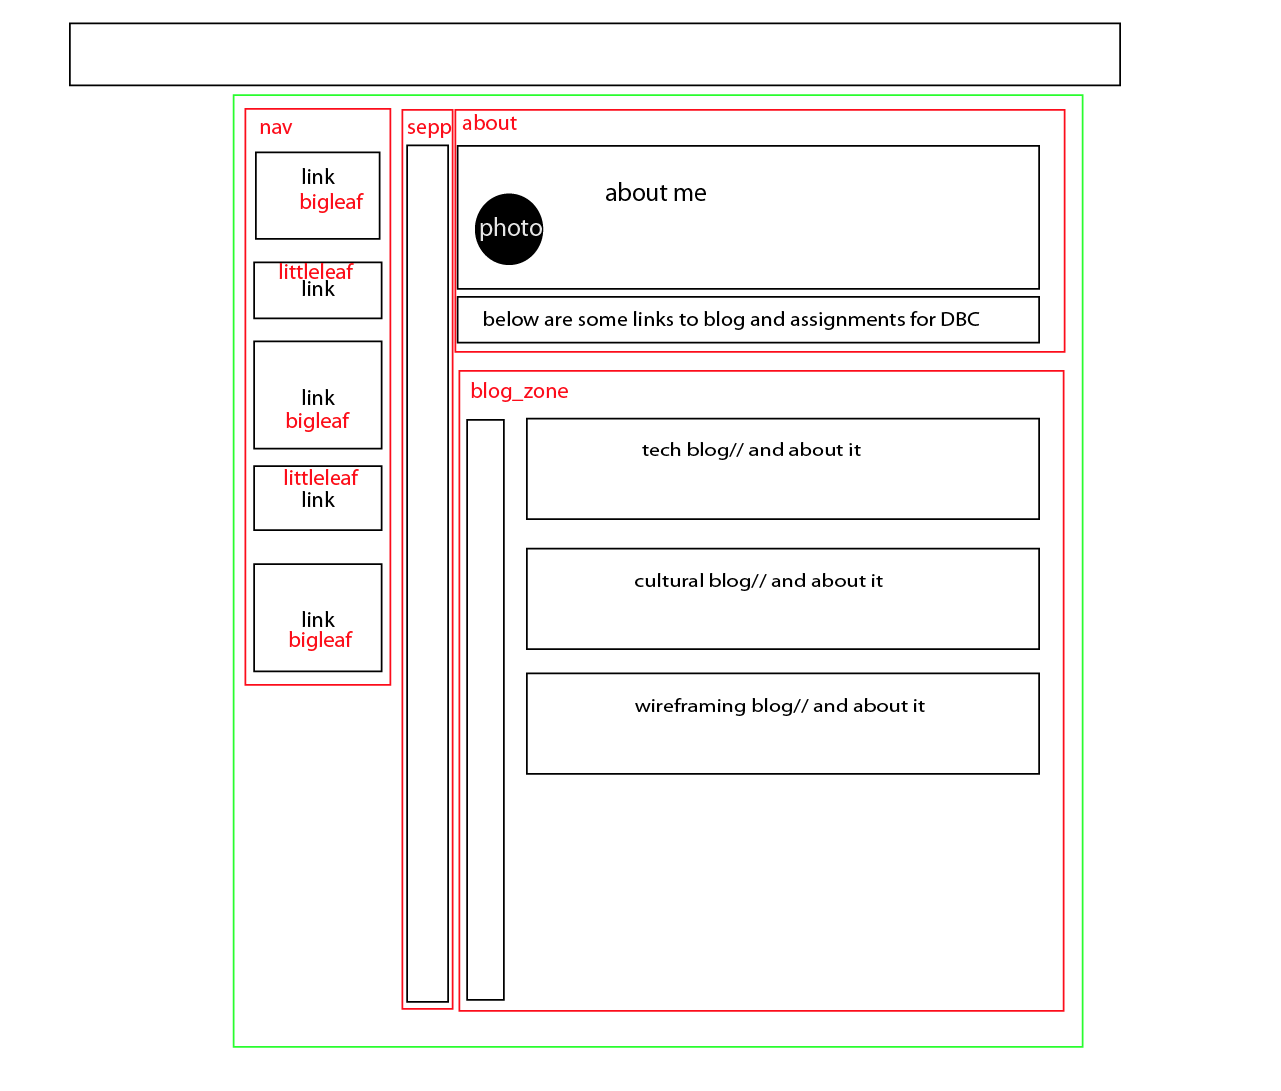 nav
link
bigleaf
littleleaf
link
link
bigleaf
littleleaf
link
link
bigleaf
sepp
about
about me
photo
below are some links to blog and assignments for DBC
blog_zone
tech blog// and about it
cultural blog// and about it
wireframing blog// and about it